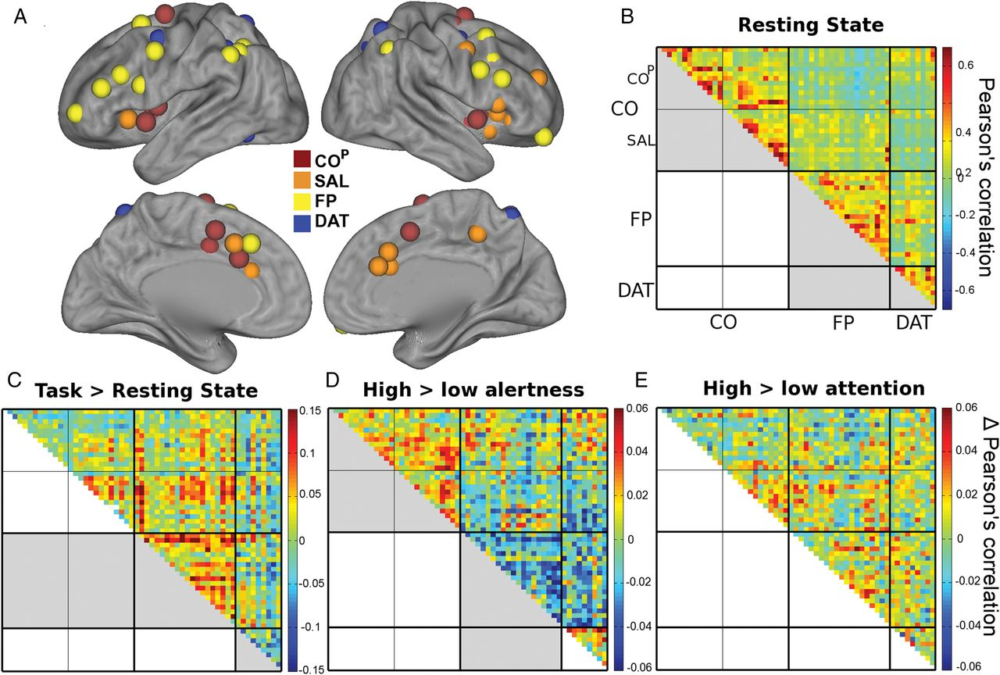 A
COᴾ
SAL
FP
DAT
B
Resting State
COᴾ
CO
SAL
FP
DAT
CO FP DAT
0.6
0.4
0.2
0
-0.2
-0.4
-0.6
Pearson's correlation
C
Task > Resting State
0.15
0.1
0.05
0
-0.05
-0.1
-0.15
D
High > low alertness
0.06
0.04
0.02
0
-0.02
-0.04
-0.06
E
High > low attention
0.06
0.04
0.02
0
-0.02
-0.04
-0.06
Δ Pearson's correlation